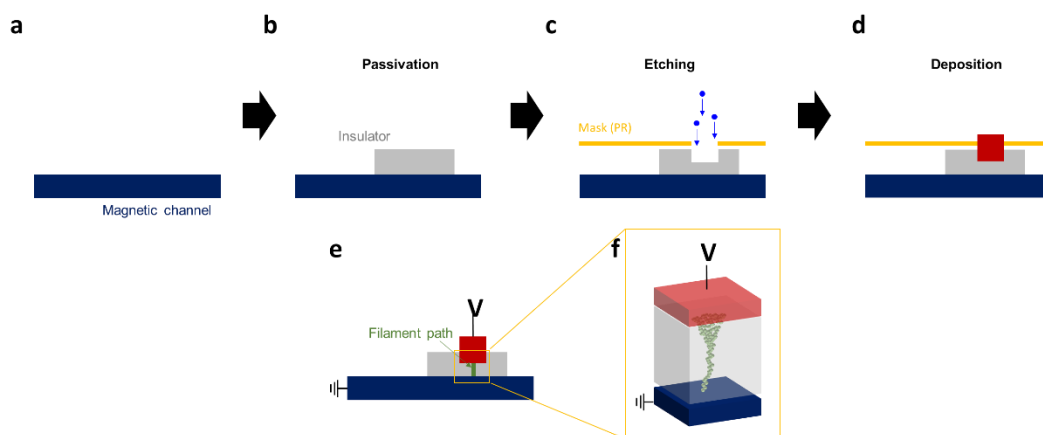 a
b
c
d
Passivation
Etching
Deposition
Mask (PR)
Insulator
Magnetic channel
e
f
V
V
Filament path